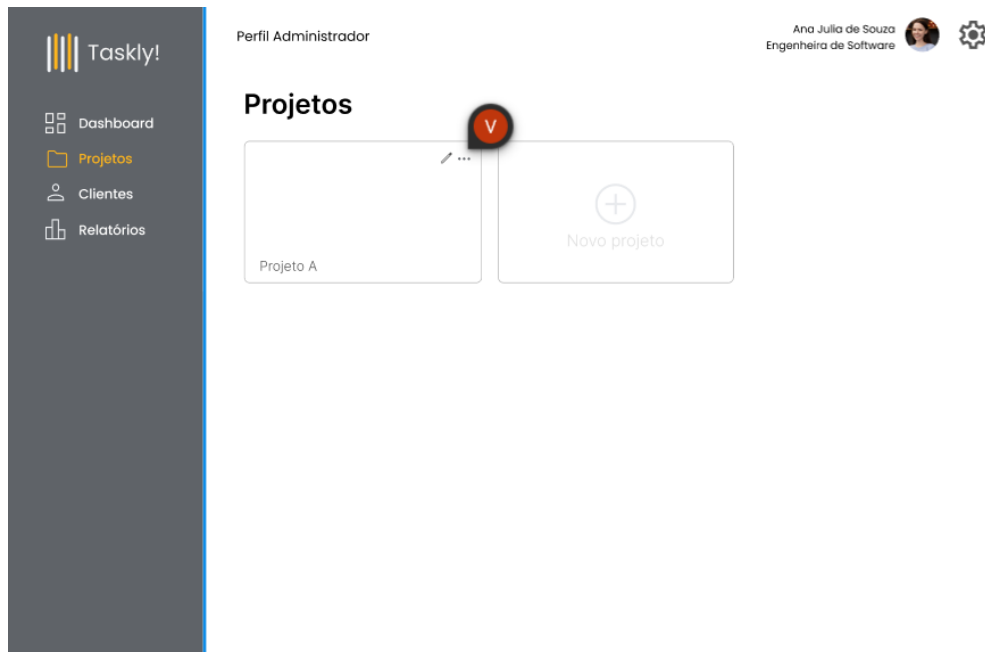 Taskly!
Perfil Administrador
Ana Julia de Souza
Engenheira de Software
Dashboard
Projetos
Clientes
Relatórios
Projetos
V
Projeto A
Novo projeto